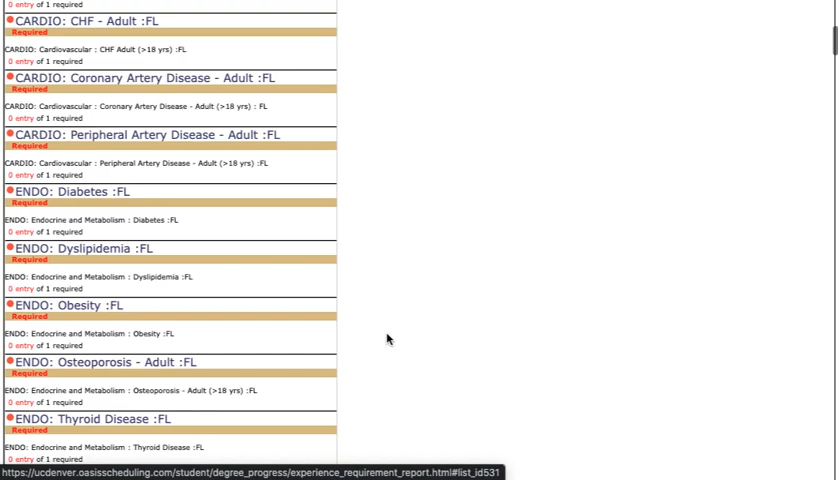 0 entry of 1 required
CARDIO: CHF - Adult :FL
Required
CARDIO: Cardiovascular : CHF Adult (>18 yrs) :FL
0 entry of 1 required
CARDIO: Coronary Artery Disease - Adult :FL
Required
CARDIO: Cardiovascular : Coronary Artery Disease - Adult (>18 yrs) : FL
0 entry of 1 required
CARDIO: Peripheral Artery Disease - Adult :FL
Required
CARDIO: Cardiovascular : Peripheral Artery Disease - Adult (>18 yrs) :FL
0 entry of 1 required
ENDO: Diabetes :FL
Required
ENDO: Endocrine and Metabolism : Diabetes :FL
0 entry of 1 required
ENDO: Dyslipidemia :FL
Required
ENDO: Endocrine and Metabolism : Dyslipidemia :FL
0 entry of 1 required
ENDO: Obesity :FL
Required
ENDO: Endocrine and Metabolism : Obesity :FL
0 entry of 1 required
ENDO: Osteoporosis - Adult :FL
Required
ENDO: Endocrine and Metabolism : Osteoporosis - Adult (>18 yrs) :FL
0 entry of 1 required
ENDO: Thyroid Disease :FL
Required
ENDO: Endocrine and Metabolism : Thyroid Disease :FL
0 entry of 1 required
https://ucdenver.oasisscheduling.com/student/degree_progress/experience_requirement_report.html#list_id531